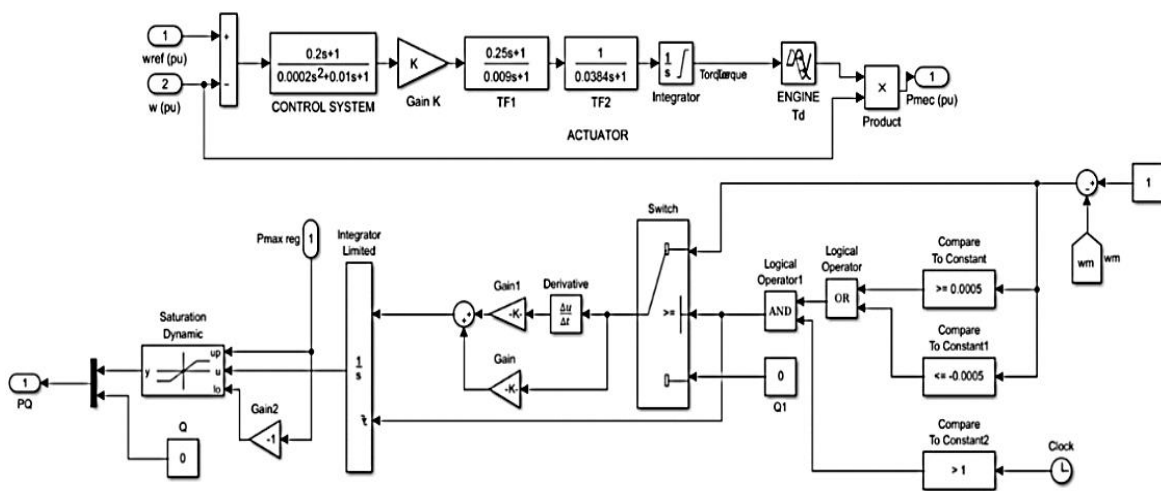 1
wref (pu)
2
w (pu)
+
-
0.2s+1
0.0002s²+0.01s+1
CONTROL SYSTEM
K
Gain K
0.25s+1
0.009s+1
TF1
1
0.0384s+1
TF2
1
s
Integrator
ENGINE
Td
×
Product
1
Pmec (pu)
ACTUATOR
1
wm
wm
-
+
Compare
To Constant
>= 0.0005
Compare
To Constant1
<= -0.0005
Compare
To Constant2
> 1
Clock
Logical
Operator
OR
Logical
Operator1
AND
Switch
>=
0
Q1
Derivative
Δu
Δt
Gain1
-K-
Gain
-K-
+
+
Integrator
Limited
1
s
Pmax reg
1
Saturation
Dynamic
up
u
lo
y
Gain2
-1
Q
0
1
PQ